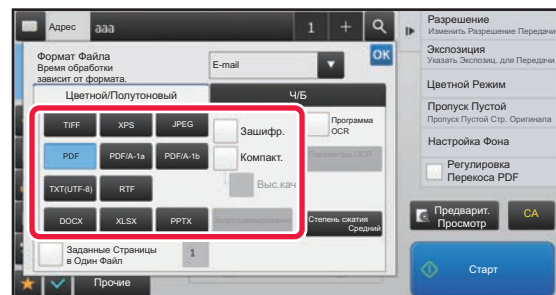 Адрес
aaa
1
+
Формат Файла
Время обработки
зависит от формата.
E-mail
OK
Цветной/Полутоновый
Ч/Б
TIFF
XPS
JPEG
Зашифр.
Программа
OCR
PDF
PDF/A-1a
PDF/A-1b
Компакт.
Параметры OCR
TXT(UTF-8)
RTF
Выс.кач
DOCX
XLSX
PPTX
Запрограммировано
Степень сжатия
Средний
Заданные Страницы
в Один Файл
1
Прочие
Разрешение
Изменить Разрешение Передачи
Экспозиция
Указать Экспозиц. для Передачи
Цветной Режим
Пропуск Пустой
Пропуск Пустой Стр. Оригинала
Настройка Фона
Регулировка
Перекоса PDF
Предварит.
Просмотр
CA
Старт